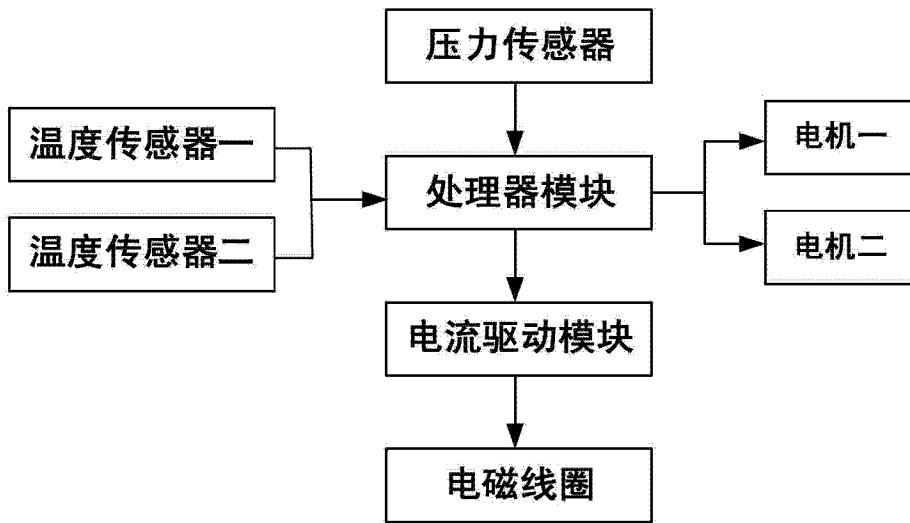 压力传感器
温度传感器一
电机一
处理器模块
温度传感器二
电机二
电流驱动模块
电磁线圈